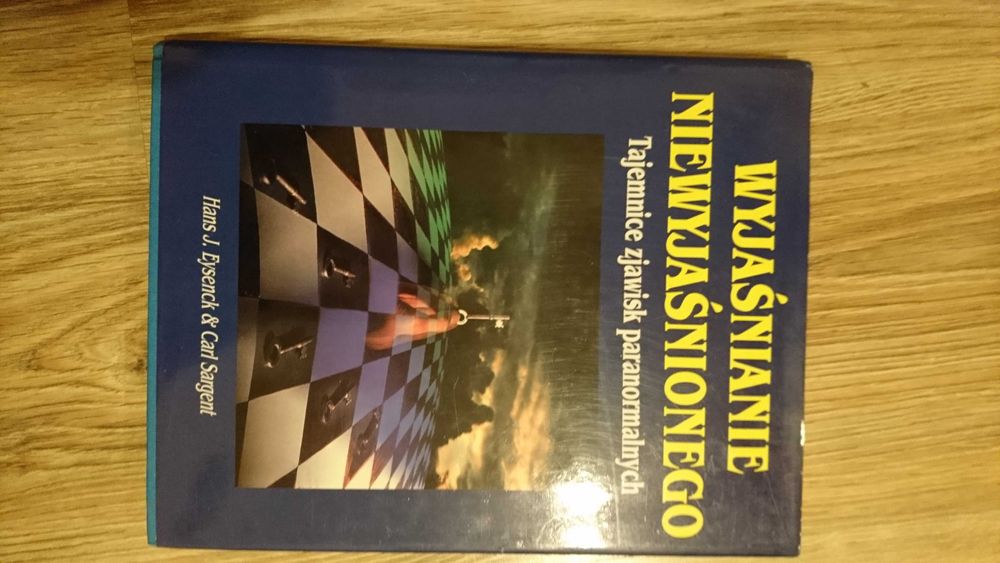 WYJAŚNIANIE
NIEWYJAŚNIONEGO
Tajemnice zjawisk paranormalnych
Hans J. Eysenck & Carl Sargent